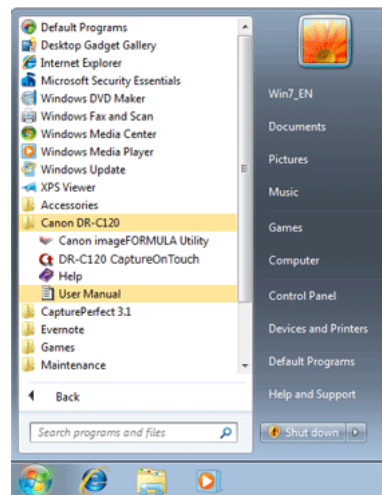 Default Programs
Desktop Gadget Gallery
Internet Explorer
Microsoft Security Essentials
Windows DVD Maker
Windows Fax and Scan
Windows Media Center
Windows Media Player
Windows Update
XPS Viewer
Accessories
Canon DR-C120
Canon imageFORMULA Utility
DR-C120 CaptureOnTouch
Help
User Manual
CapturePerfect 3.1
Evernote
Games
Maintenance
Back
Search programs and files
Win7_EN
Documents
Pictures
Music
Games
Computer
Control Panel
Devices and Printers
Default Programs
Help and Support
Shut down